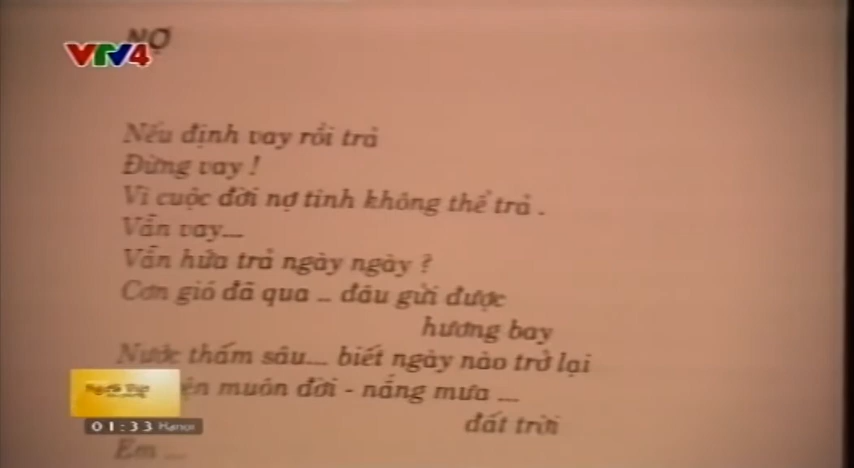 VTV4
NỢ
Nếu định vay rồi trả
Đừng vay !
Vì cuộc đời nợ tình không thể trả .
Vẫn vay...
Vẫn hứa trả ngày ngày ?
Cơn gió đã qua .. đâu gửi được
hương bay
Nước thấm sâu... biết ngày nào trở lại
muôn đời - nắng mưa ...
đất trời
Người Việt
01:33 Hanoi
Em ...